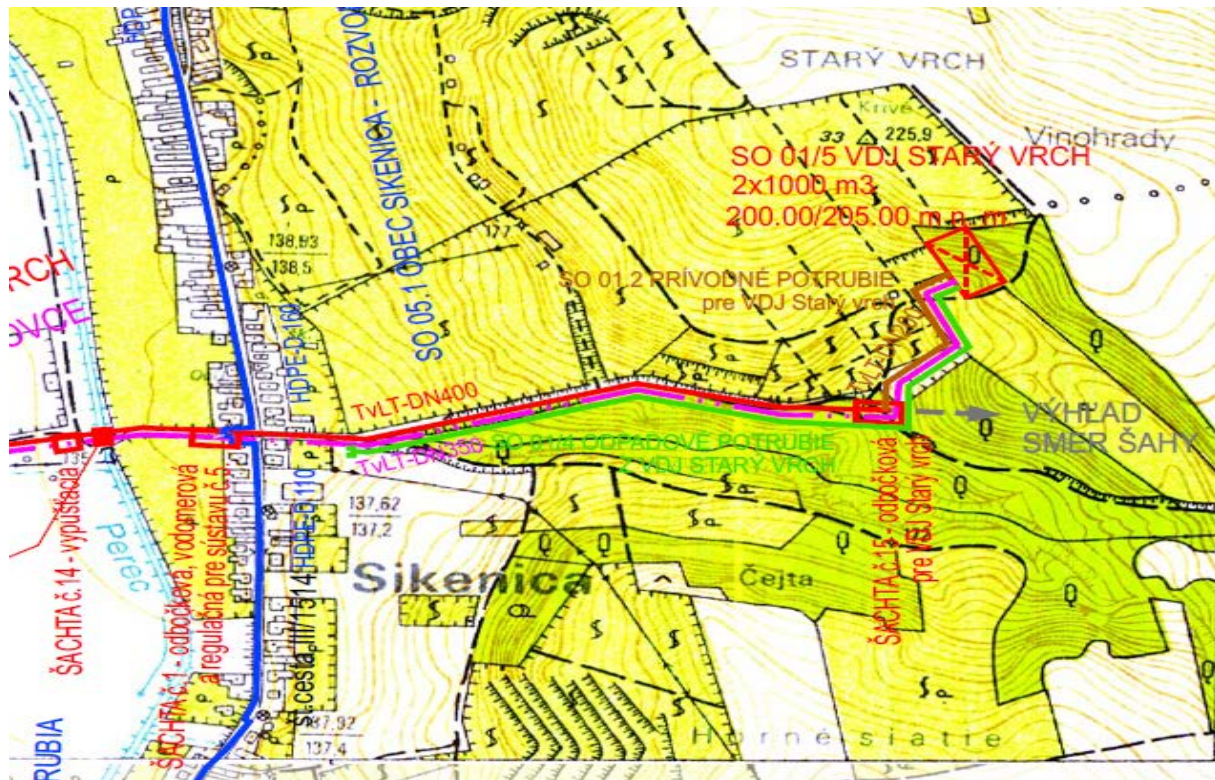 STARÝ VRCH
Krivé
33 225,9
Vinohrady
SO 01/5 VDJ STARÝ VRCH
2x1000 m3
200.00/205.00 m n. m.
SO 05.1 OBEC SIKENICA - ROZVO
177
138,93
138,5
SO 01.2 PRÍVODNÉ POTRUBIE
pre VDJ Starý vrch
RCH
OVCE
HDPE-D160
TvLT-DN400
TvLT-DN350
SO 01/4 ODPADOVÉ POTRUBIE
Z VDJ STARÝ VRCH
VÝHĽAD
SMER ŠAHY
ŠACHTA č.14 - vypúšťacia
Perec
ŠACHTA č.1 - odbočková, vodomerová
a regulačná pre sústavu č.5
HDPE-D110
št.cesta III/1514
137,62
137,2
Sikenica
Čejta
ŠACHTA č.15 - odbočková
pre VDJ Starý vrch
137,92
137,4
Horné siatie
RUBIA